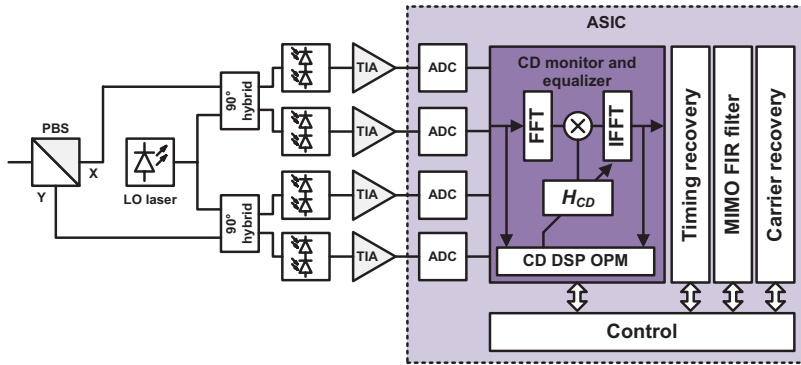 ASIC
CD monitor and
equalizer
PBS
X
Y
LO laser
90°
hybrid
90°
hybrid
TIA
TIA
TIA
TIA
ADC
ADC
ADC
ADC
FFT
IFFT
H_CD
CD DSP OPM
Timing recovery
MIMO FIR filter
Carrier recovery
Control